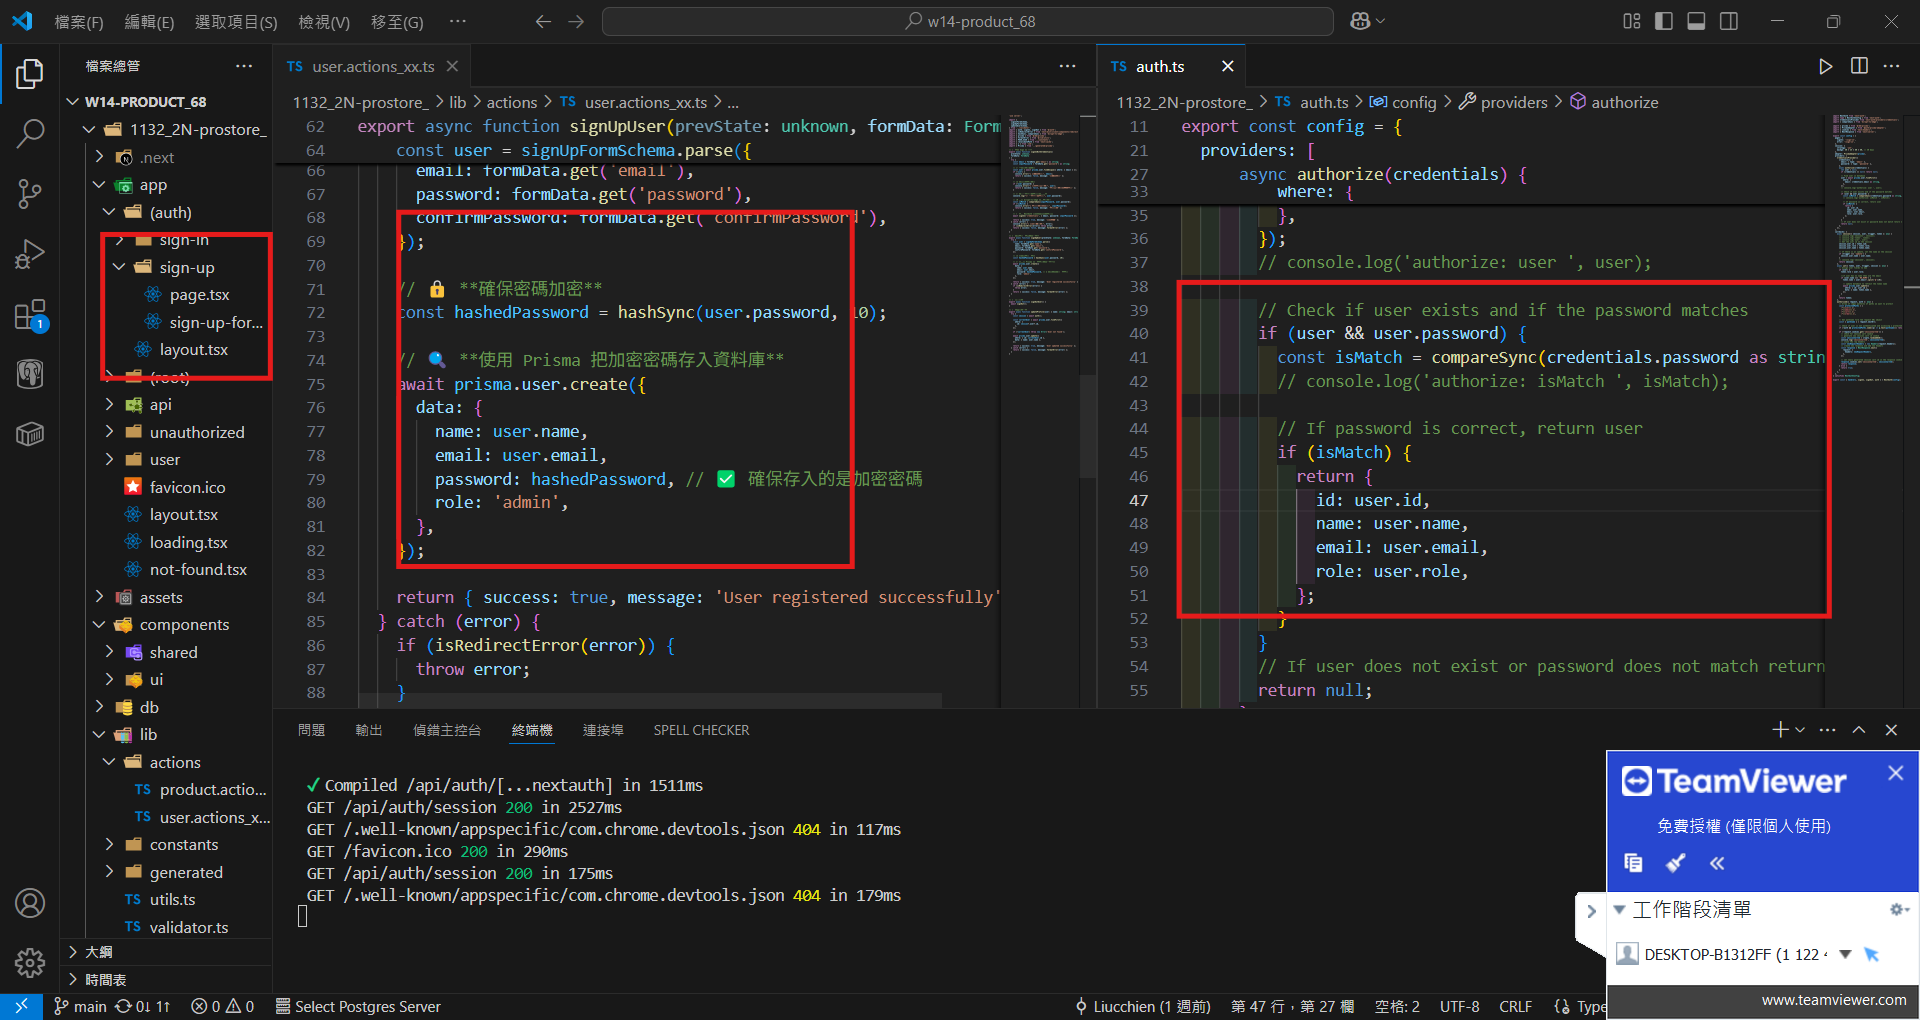 檔案(F) 編輯(E) 選取項目(S) 檢視(V) 移至(G) ··· w14-product_68
檔案總管
W14-PRODUCT_68
1132_2N-prostore_
.next
app
(auth)
sign-in
sign-up
page.tsx
sign-up-for...
layout.tsx
(root)
api
unauthorized
user
favicon.ico
layout.tsx
loading.tsx
not-found.tsx
assets
components
shared
ui
db
lib
actions
TS product.actio...
TS user.actions_x...
constants
generated
TS utils.ts
TS validator.ts
大綱
時間表
TS user.actions_xx.ts
1132_2N-prostore_ > lib > actions > TS user.actions_xx.ts > ...
62 export async function signUpUser(prevState: unknown, formData: Form
64 const user = signUpFormSchema.parse({
66 email: formData.get('email'),
67 password: formData.get('password'),
68 confirmPassword: formData.get('confirmPassword'),
69 });
70
71 // 🔒 **確保密碼加密**
72 const hashedPassword = hashSync(user.password, 10);
73
74 // 🔍 **使用 Prisma 把加密密碼存入資料庫**
75 await prisma.user.create({
76 data: {
77 name: user.name,
78 email: user.email,
79 password: hashedPassword, // ✅ 確保存入的是加密密碼
80 role: 'admin',
81 },
82 });
83
84 return { success: true, message: 'User registered successfully'
85 } catch (error) {
86 if (isRedirectError(error)) {
87 throw error;
88 }
TS auth.ts
1132_2N-prostore_ > TS auth.ts > config > providers > authorize
11 export const config = {
21 providers: [
27 async authorize(credentials) {
33 where: {
35 },
36 });
37 // console.log('authorize: user ', user);
38
39 // Check if user exists and if the password matches
40 if (user && user.password) {
41 const isMatch = compareSync(credentials.password as strin
42 // console.log('authorize: isMatch ', isMatch);
43
44 // If password is correct, return user
45 if (isMatch) {
46 return {
47 id: user.id,
48 name: user.name,
49 email: user.email,
50 role: user.role,
51 };
52 }
53 }
54 // If user does not exist or password does not match return
55 return null;
問題 輸出 偵錯主控台 終端機 連接埠 SPELL CHECKER
✓ Compiled /api/auth/[...nextauth] in 1511ms
GET /api/auth/session 200 in 2527ms
GET /.well-known/appspecific/com.chrome.devtools.json 404 in 117ms
GET /favicon.ico 200 in 290ms
GET /api/auth/session 200 in 175ms
GET /.well-known/appspecific/com.chrome.devtools.json 404 in 179ms
TeamViewer
免費授權 (僅限個人使用)
工作階段清單
DESKTOP-B1312FF (1 122
www.teamviewer.com
main 0↓ 1↑ 0 0 Select Postgres Server Liucchien (1 週前) 第 47 行，第 27 欄 空格: 2 UTF-8 CRLF {} Type
1